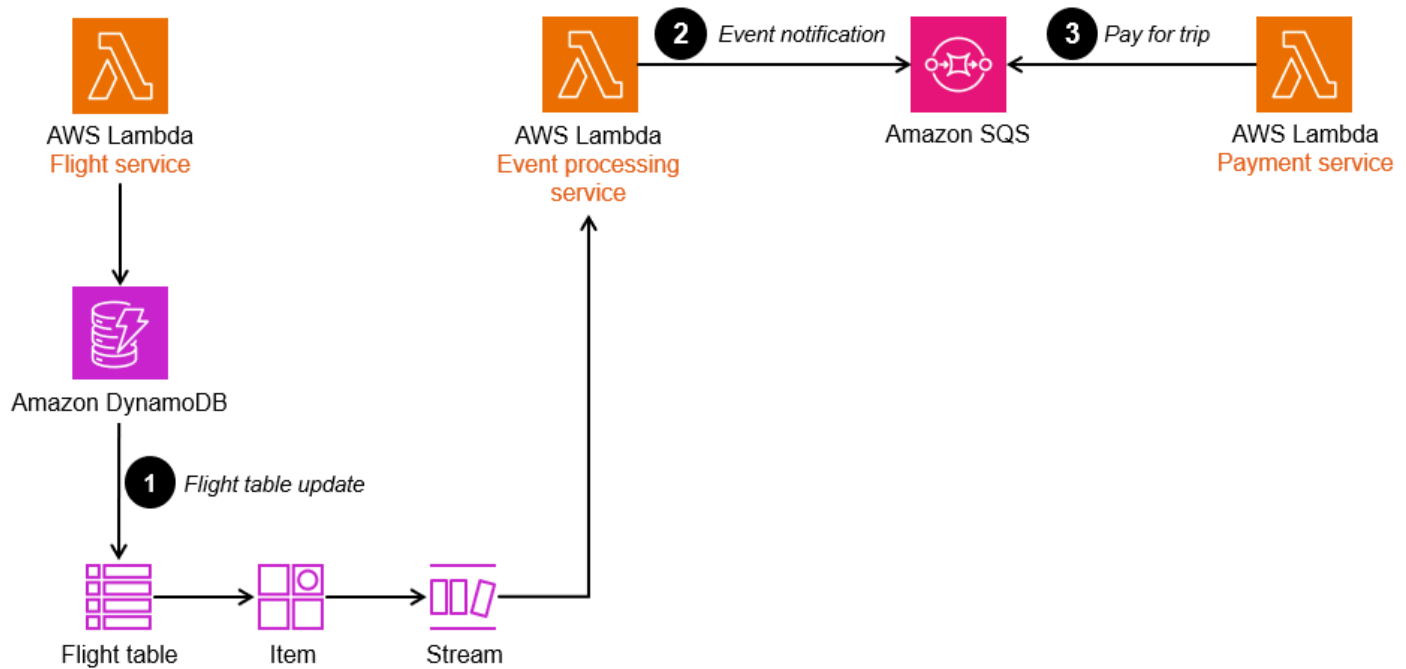 2 Event notification
3 Pay for trip
AWS Lambda
Flight service
AWS Lambda
Event processing
service
Amazon SQS
AWS Lambda
Payment service
Amazon DynamoDB
1 Flight table update
Flight table
Item
Stream